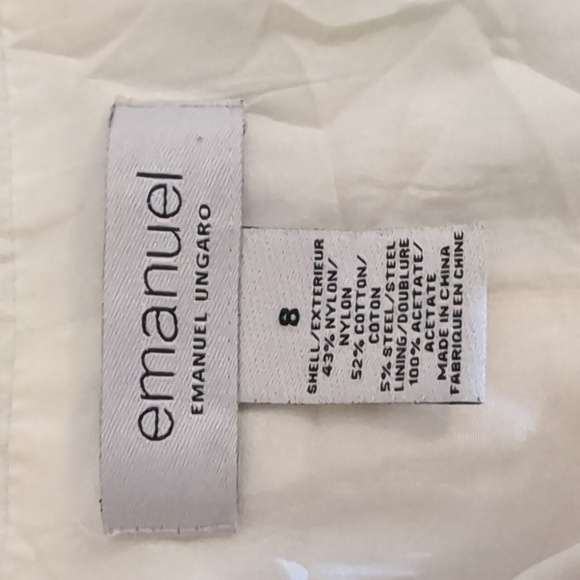 emanuel
EMANUEL UNGARO
8
SHELL/EXTERIEUR
43% NYLON/
NYLON
52% COTTON/
COTON
5% STEEL/STEEL
LINING/DOUBLURE
100% ACETATE/
ACETATE
MADE IN CHINA
FABRIQUE EN CHINE